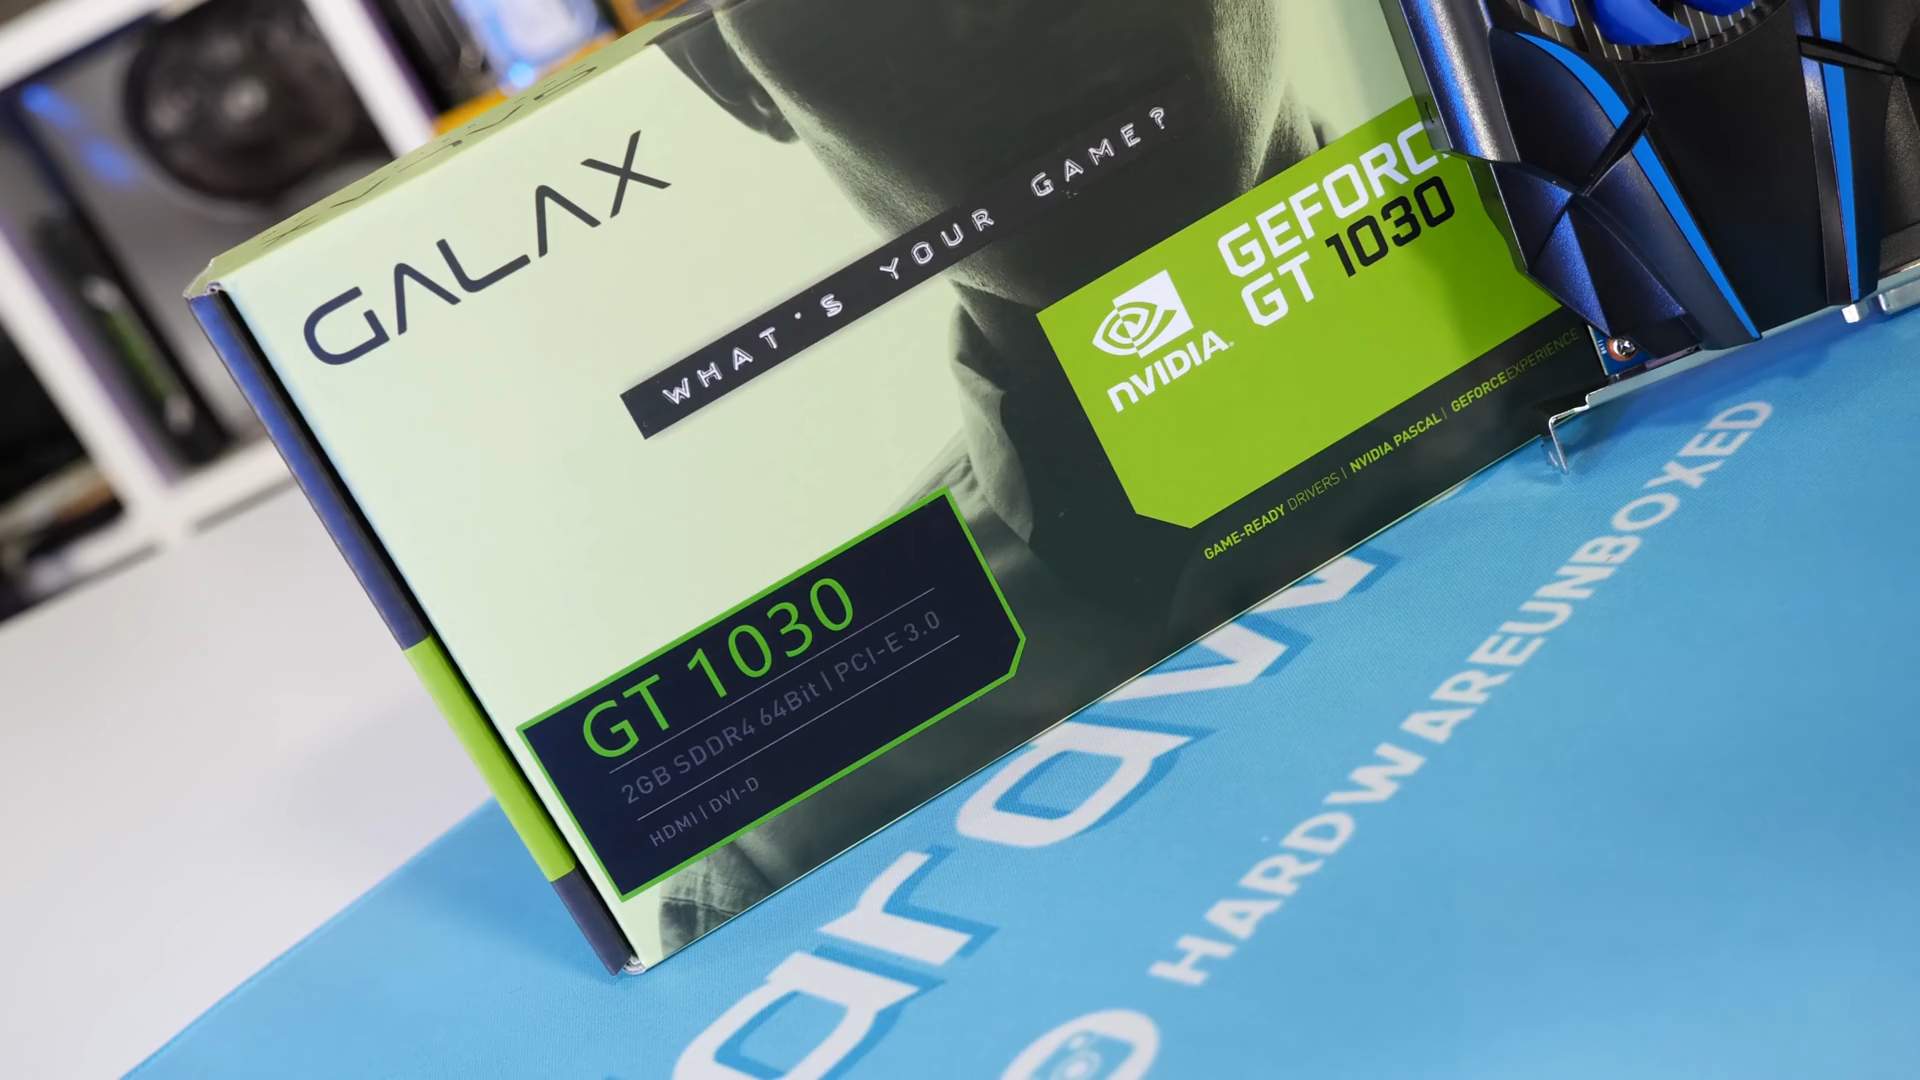 GALAX
WHAT'S YOUR GAME?
GEFORC
GT 1030
NVIDIA.
GAME-READY DRIVERS | NVIDIA PASCAL | GEFORCE EXPERIENCE
GT 1030
2GB SDDR4 64Bit | PCI-E 3.0
HDMI | DVI-D
ardw
HARDWAREUNBOXED